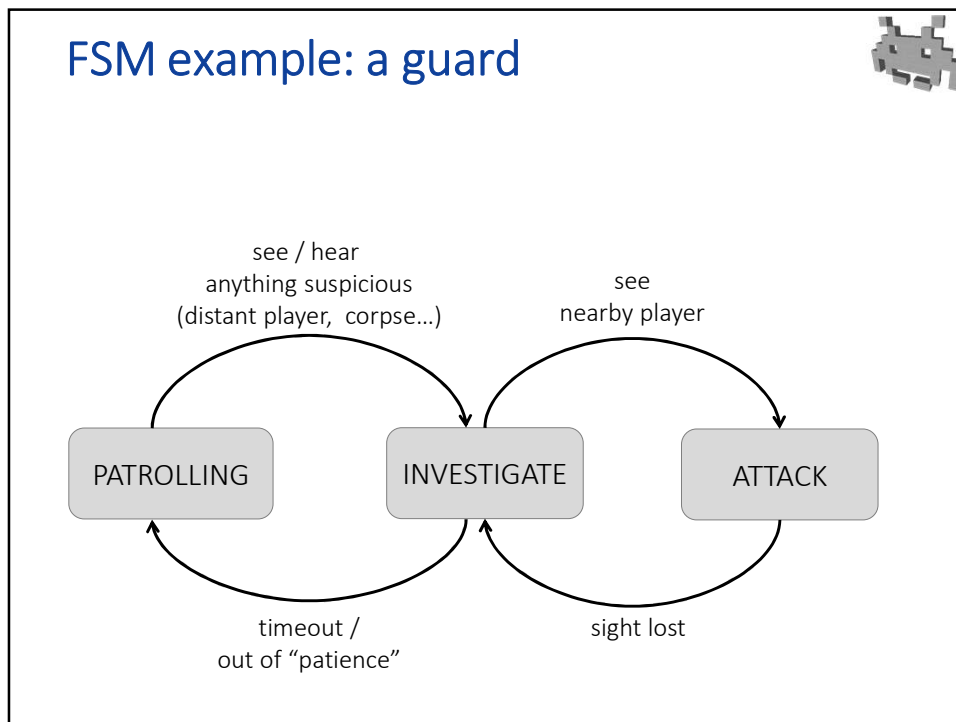 FSM example: a guard
see / hear
anything suspicious
(distant player, corpse…)
see
nearby player
PATROLLING
INVESTIGATE
ATTACK
timeout /
out of “patience”
sight lost